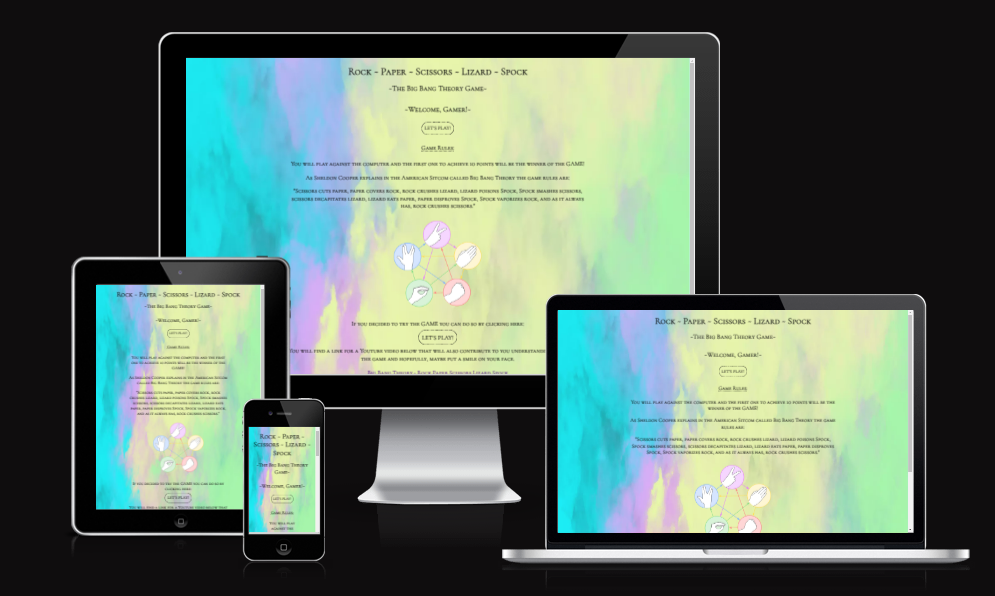 Rock - Paper - Scissors - Lizard - Spock
-The Big Bang Theory Game-
-Welcome, Gamer!-
LET'S PLAY!
Game Rules
You will play against the computer and the first one to achieve 10 points will be the winner of the GAME!
As Sheldon Cooper explains in the American Sitcom called Big Bang Theory the game rules are:
"Scissors cuts paper, paper covers rock, rock crushes lizard, lizard poisons Spock, Spock smashes scissors,
scissors decapitates lizard, lizard eats paper, paper disproves Spock, Spock vaporizes rock, and as it always
has, rock crushes scissors."
If you decided to try the GAME you can do so by clicking here:
LET'S PLAY!
You will find a link for a Youtube video below that will also contribute to you understand
the game and hopefully, maybe put a smile on your face.
Big Bang Theory - Rock Paper Scissors Lizard Spock
Rock - Paper - Scissors - Lizard - Spock
-The Big Bang Theory Game-
-Welcome, Gamer!-
LET'S PLAY!
Game Rules
You will play against the computer and the first
one to achieve 10 points will be the winner of the
GAME!
As Sheldon Cooper explains in the American Sitcom
called Big Bang Theory the game rules are:
"Scissors cuts paper, paper covers rock, rock
crushes lizard, lizard poisons Spock, Spock smashes
scissors, scissors decapitates lizard, lizard eats
paper, paper disproves Spock, Spock vaporizes rock,
and as it always has, rock crushes scissors."
If you decided to try the GAME you can do so by
clicking here:
LET'S PLAY!
You will find a link for a Youtube video below that
Rock - Paper -
Scissors - Lizard -
Spock
-The Big Bang Theory
Game-
-Welcome, Gamer!-
LET'S PLAY!
Game Rules
You will play
against the
Rock - Paper - Scissors - Lizard - Spock
-The Big Bang Theory Game-
-Welcome, Gamer!-
LET'S PLAY!
Game Rules
You will play against the computer and the first one to achieve 10 points will be the
winner of the GAME!
As Sheldon Cooper explains in the American Sitcom called Big Bang Theory the game
rules are:
"Scissors cuts paper, paper covers rock, rock crushes lizard, lizard poisons Spock,
Spock smashes scissors, scissors decapitates lizard, lizard eats paper, paper disproves
Spock, Spock vaporizes rock, and as it always has, rock crushes scissors."